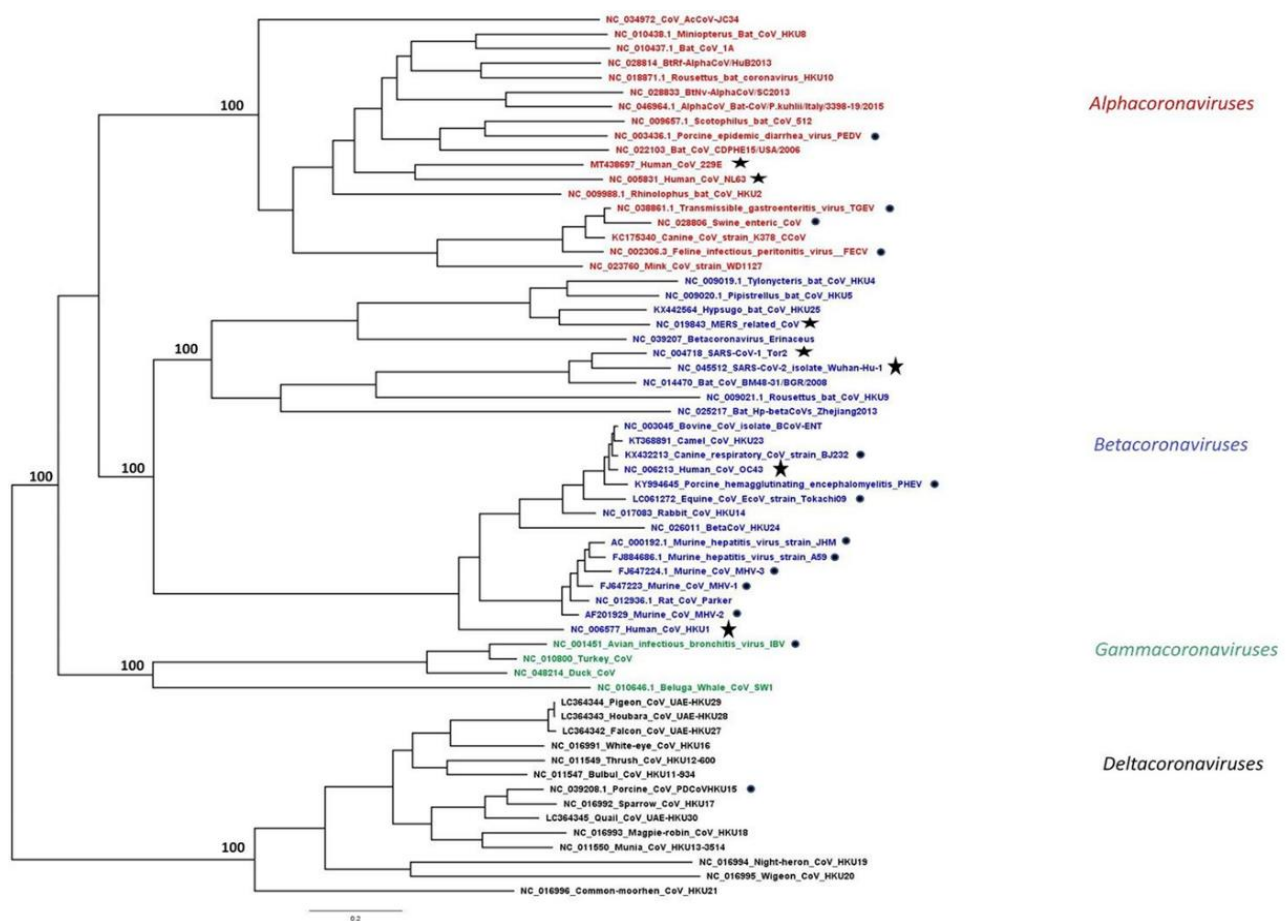 NC_034972_CoV_AcCoV-JC34
NC_010438.1_Miniopterus_Bat_CoV_HKU8
NC_010437.1_Bat_CoV_1A
NC_028814_BtRf-AlphaCoV/HuB2013
NC_018871.1_Rousettus_bat_coronavirus_HKU10
NC_028833_BtNv-AlphaCoV/SC2013
100
Alphacoronaviruses
NC_046964.1_AlphaCoV_Bat-CoV/P.kuhlii/Italy/3398-19/2015
NC_009657.1_Scotophilus_bat_CoV_512
NC_003436.1_Porcine_epidemic_diarrhea_virus_PEDV
NC_022103_Bat_CoV_CDPHE15/USA/2006
MT438697_Human_CoV_229E
NC_005831_Human_CoV_NL63
NC_009988.1_Rhinolophus_bat_CoV_HKU2
NC_038861.1_Transmissible_gastroenteritis_virus_TGEV
NC_028806_Swine_enteric_CoV
KC175340_Canine_CoV_strain_K378_CCoV
NC_002306.3_Feline_infectious_peritonitis_virus__FECV
NC_023760_Mink_CoV_strain_WD1127
NC_009019.1_Tylonycteris_bat_CoV_HKU4
NC_009020.1_Pipistrellus_bat_CoV_HKU5
KX442564_Hypsugo_bat_CoV_HKU25
NC_019843_MERS_related_CoV
NC_039207_Betacoronavirus_Erinaceus
100
NC_004718_SARS-CoV-1_Tor2
NC_045512_SARS-CoV-2_isolate_Wuhan-Hu-1
NC_014470_Bat_CoV_BM48-31/BGR/2008
NC_009021.1_Rousettus_bat_CoV_HKU9
NC_025217_Bat_Hp-betaCoVs_Zhejiang2013
NC_003045_Bovine_CoV_isolate_BCoV-ENT
KT368891_Camel_CoV_HKU23
Betacoronaviruses
KX432213_Canine_respiratory_CoV_strain_BJ232
100
NC_006213_Human_CoV_OC43
100
KY994645_Porcine_hemagglutinating_encephalomyelitis_PHEV
LC061272_Equine_CoV_EcoV_strain_Tokachi09
NC_017083_Rabbit_CoV_HKU14
NC_026011_BetaCoV_HKU24
AC_000192.1_Murine_hepatitis_virus_strain_JHM
FJ884686.1_Murine_hepatitis_virus_strain_A59
FJ647224.1_Murine_CoV_MHV-3
FJ647223_Murine_CoV_MHV-1
NC_012936.1_Rat_CoV_Parker
AF201929_Murine_CoV_MHV-2
NC_006577_Human_CoV_HKU1
NC_001451_Avian_infectious_bronchitis_virus_IBV
Gammacoronaviruses
NC_010800_Turkey_CoV
100
NC_048214_Duck_CoV
NC_010646.1_Beluga_Whale_CoV_SW1
LC364344_Pigeon_CoV_UAE-HKU29
LC364343_Houbara_CoV_UAE-HKU28
LC364342_Falcon_CoV_UAE-HKU27
NC_016991_White-eye_CoV_HKU16
NC_011549_Thrush_CoV_HKU12-600
Deltacoronaviruses
NC_011547_Bulbul_CoV_HKU11-934
NC_039208.1_Porcine_CoV_PDCoVHKU15
NC_016992_Sparrow_CoV_HKU17
LC364345_Quail_CoV_UAE-HKU30
NC_016993_Magpie-robin_CoV_HKU18
100
NC_011550_Munia_CoV_HKU13-3514
NC_016994_Night-heron_CoV_HKU19
NC_016995_Wigeon_CoV_HKU20
NC_016996_Common-moorhen_CoV_HKU21
0.2